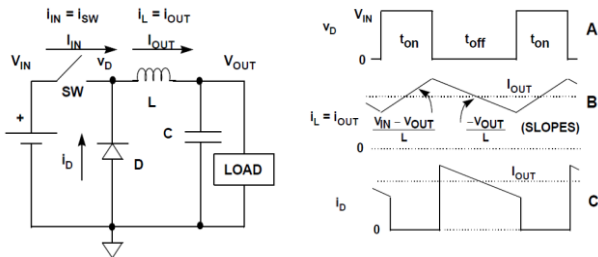 iIN = iSW
iL = iOUT
IIN
IOUT
VIN
vD
VOUT
SW
L
+
iD
D
C
LOAD
vD
VIN
0
ton
toff
ton
A
iL = iOUT
0
IOUT
B
VIN − VOUT
L
−VOUT
L
(SLOPES)
iD
0
IOUT
C